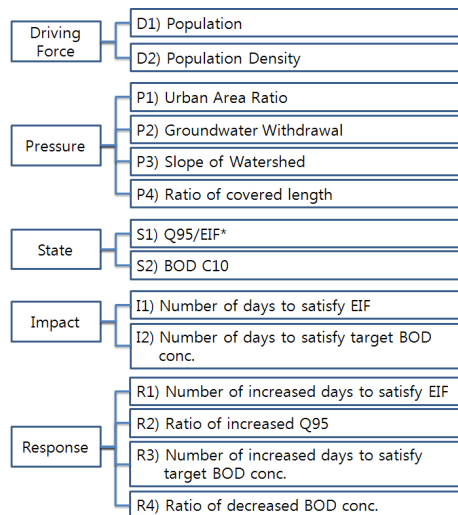 Driving
Force
D1) Population
D2) Population Density
Pressure
P1) Urban Area Ratio
P2) Groundwater Withdrawal
P3) Slope of Watershed
P4) Ratio of covered length
State
S1) Q95/EIF*
S2) BOD C10
Impact
I1) Number of days to satisfy EIF
I2) Number of days to satisfy target BOD
conc.
Response
R1) Number of increased days to satisfy EIF
R2) Ratio of increased Q95
R3) Number of increased days to satisfy
target BOD conc.
R4) Ratio of decreased BOD conc.